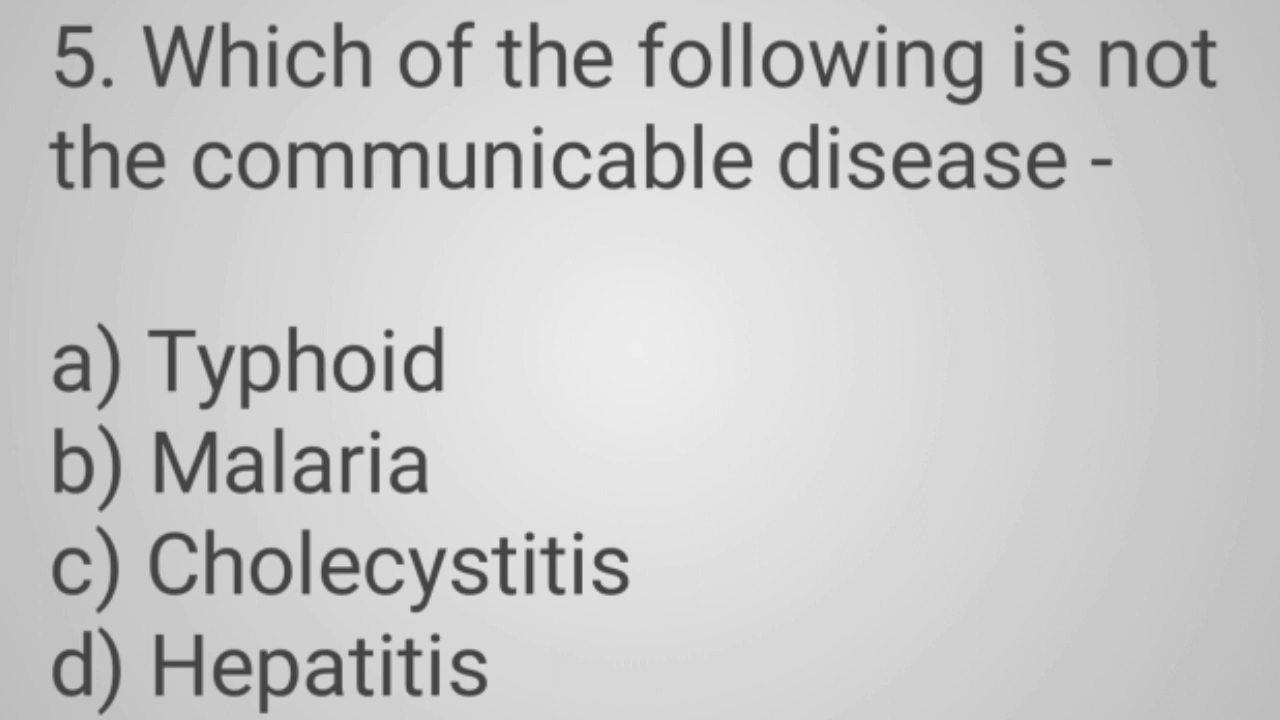 5. Which of the following is not
the communicable disease -
a) Typhoid
b) Malaria
c) Cholecystitis
d) Hepatitis